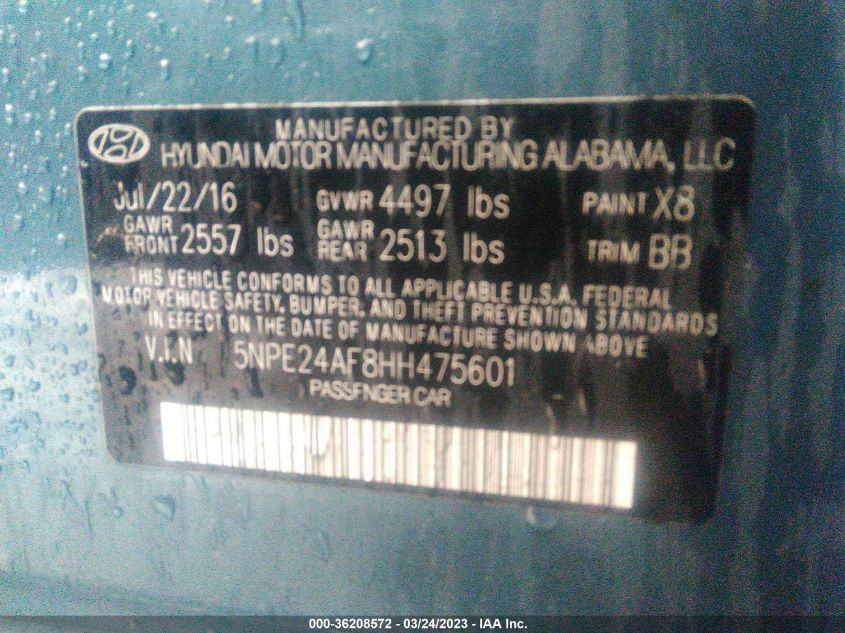 MANUFACTURED BY
HYUNDAI MOTOR MANUFACTURING ALABAMA, LLC
Jul/22/16 GVWR 4497 lbs PAINT X8
GAWR FRONT 2557 lbs GAWR REAR 2513 lbs TRIM BB
THIS VEHICLE CONFORMS TO ALL APPLICABLE U.S.A. FEDERAL
MOTOR VEHICLE SAFETY, BUMPER, AND THEFT PREVENTION STANDARDS
IN EFFECT ON THE DATE OF MANUFACTURE SHOWN ABOVE
V.I.N 5NPE24AF8HH475601
PASSENGER CAR
000-36208572 - 03/24/2023 - IAA Inc.